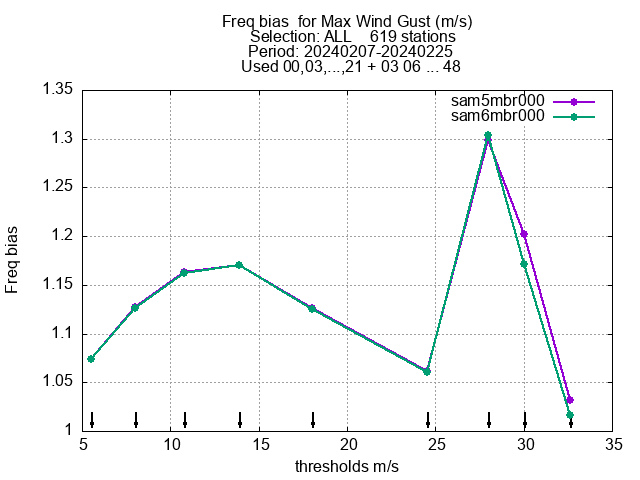 Freq bias  for Max Wind Gust (m/s)
Selection: ALL    619 stations
Period: 20240207-20240225
Used 00,03,...,21 + 03 06 ... 48
sam5mbr000
sam6mbr000
Freq bias
1.35
1.3
1.25
1.2
1.15
1.1
1.05
1
5 10 15 20 25 30 35
thresholds m/s